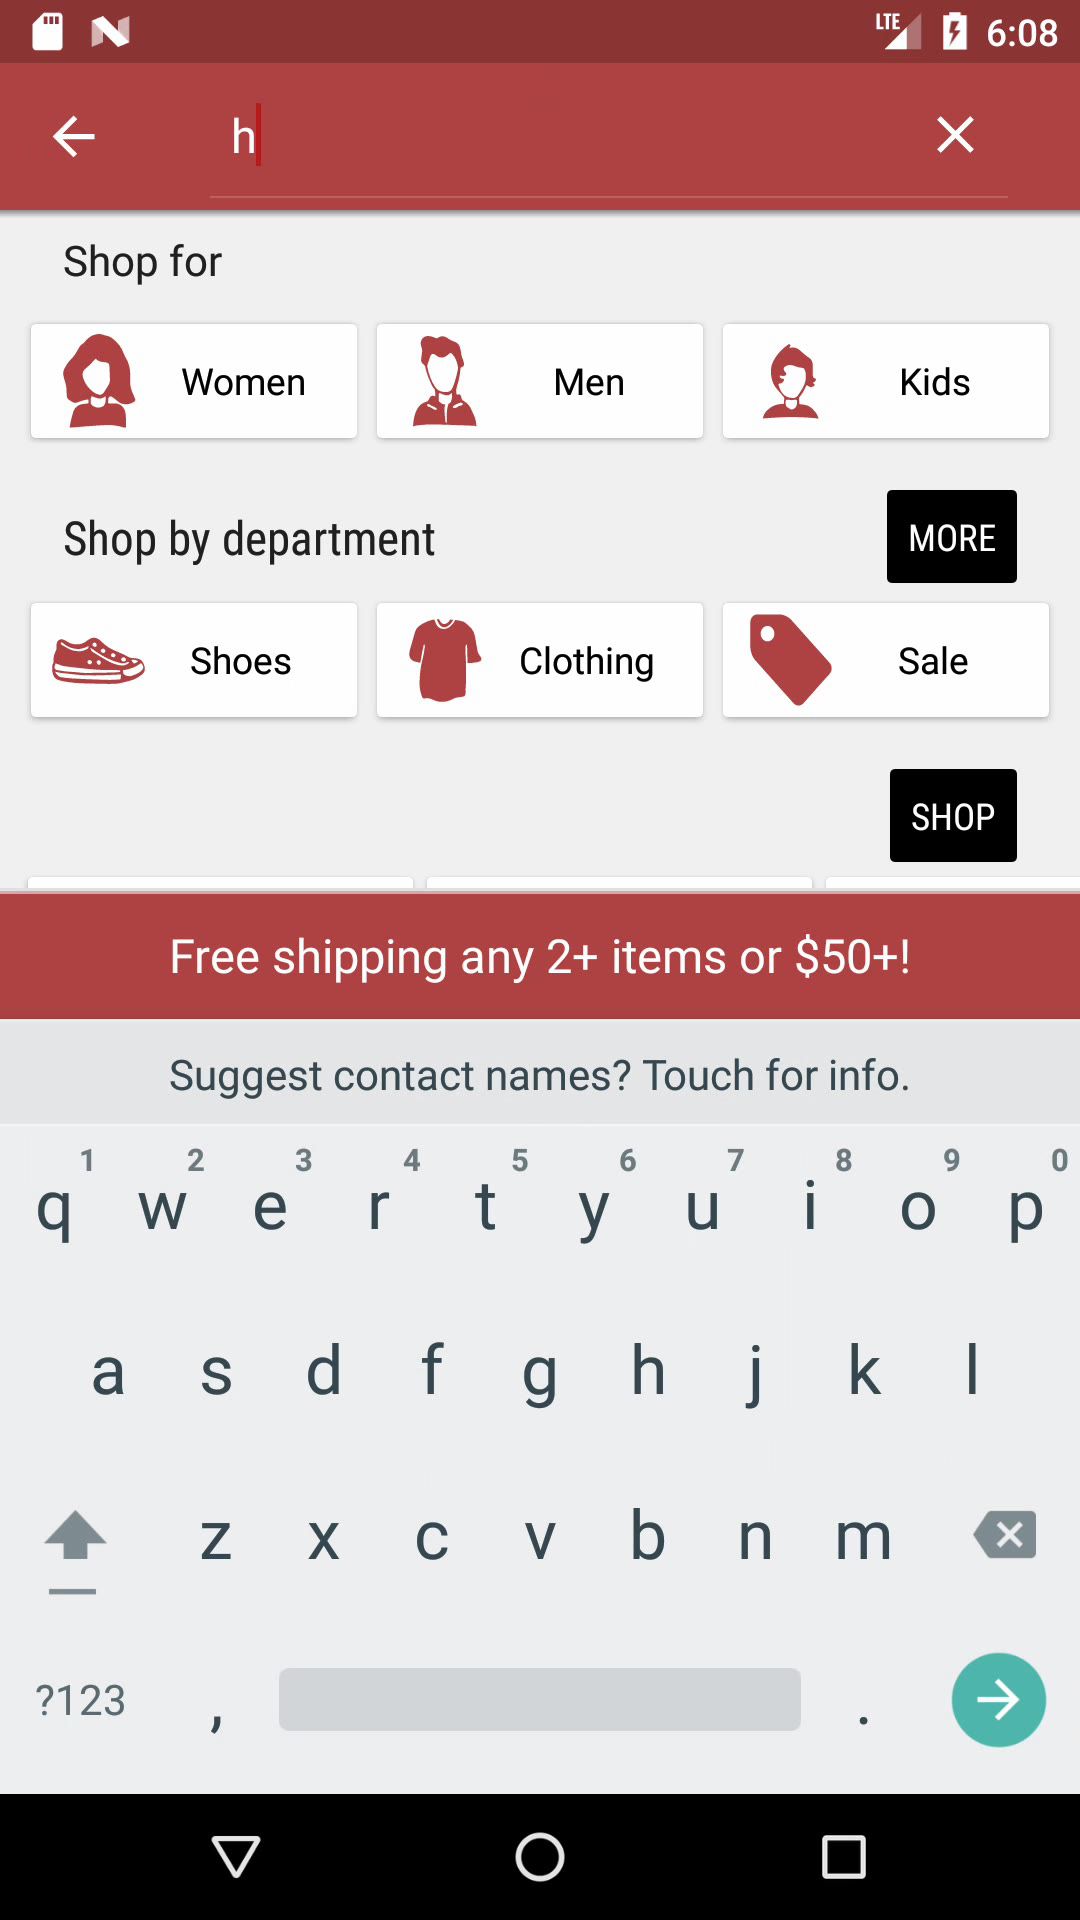 LTE 6:08
h
Shop for
Women Men Kids
Shop by department MORE
Shoes Clothing Sale
SHOP
Free shipping any 2+ items or $50+!
Suggest contact names? Touch for info.
1 2 3 4 5 6 7 8 9 0
q w e r t y u i o p
a s d f g h j k l
z x c v b n m
?123 , .